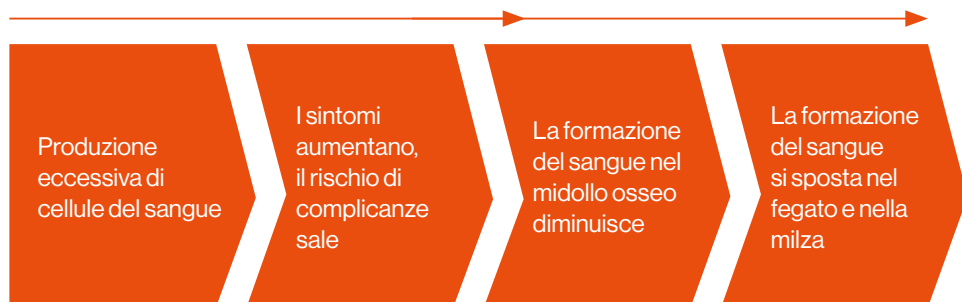 Produzione
eccessiva di
cellule del sangue
I sintomi
aumentano,
il rischio di
complicanze
sale
La formazione
del sangue nel
midollo osseo
diminuisce
La formazione
del sangue
si sposta nel
fegato e nella
milza